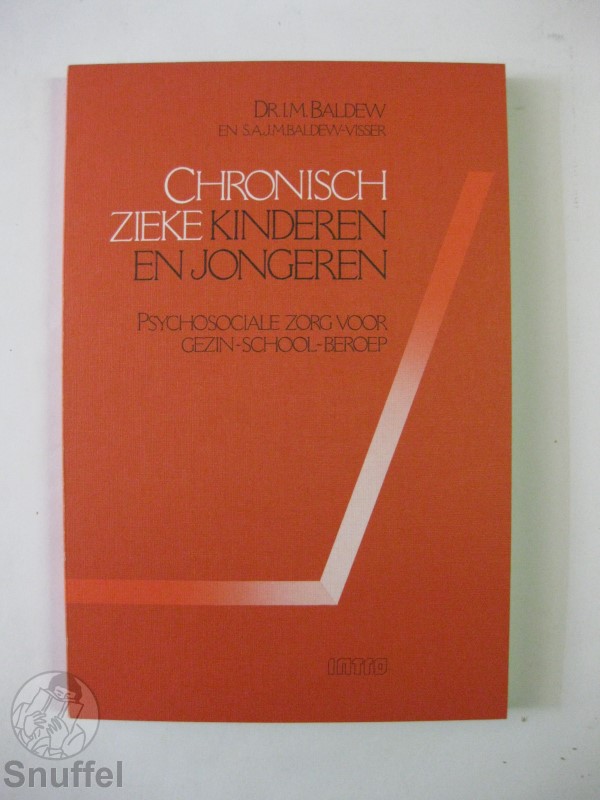 DR. I.M. BALDEW
EN S.A.J.M. BALDEW-VISSER
CHRONISCH
ZIEKE KINDEREN
EN JONGEREN
PSYCHOSOCIALE ZORG VOOR
GEZIN-SCHOOL-BEROEP
INTRO
Snuffel